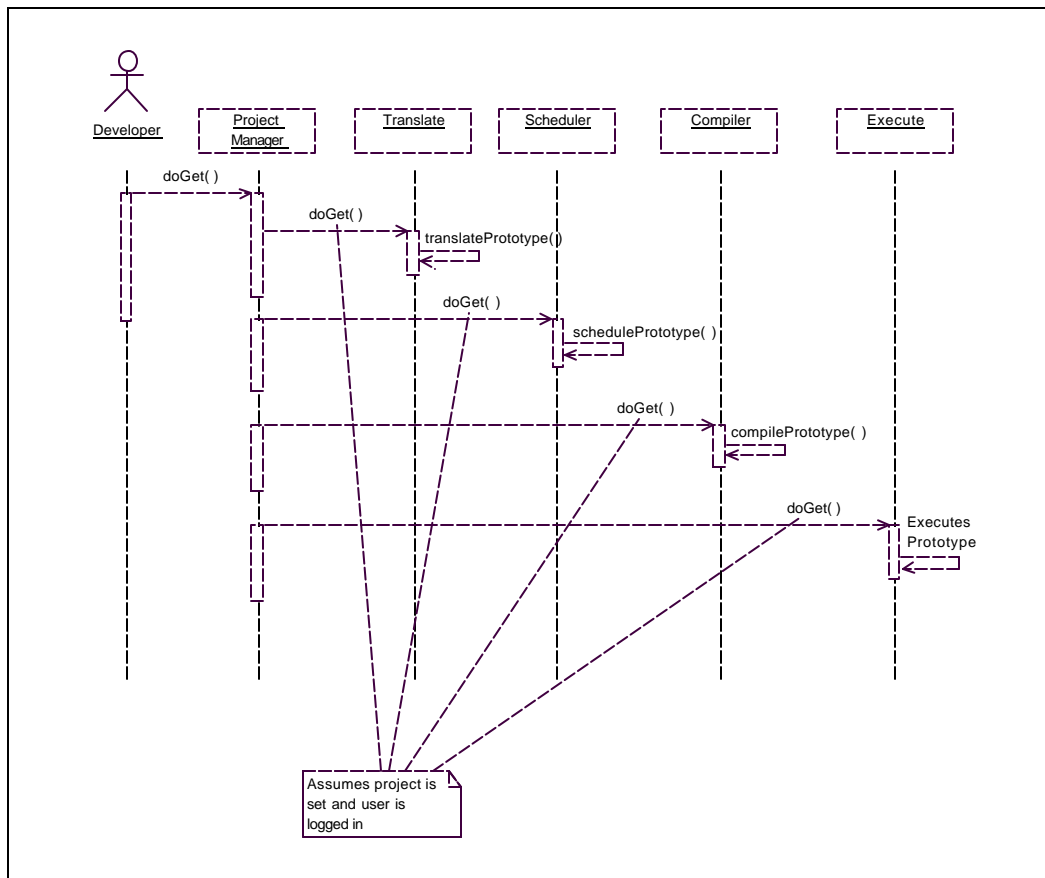 Developer
Project
Manager
Translate
Scheduler
Compiler
Execute
doGet( )
doGet( )
translatePrototype( )
doGet( )
schedulePrototype( )
doGet( )
compilePrototype( )
doGet( )
Executes
Prototype
Assumes project is
set and user is
logged in